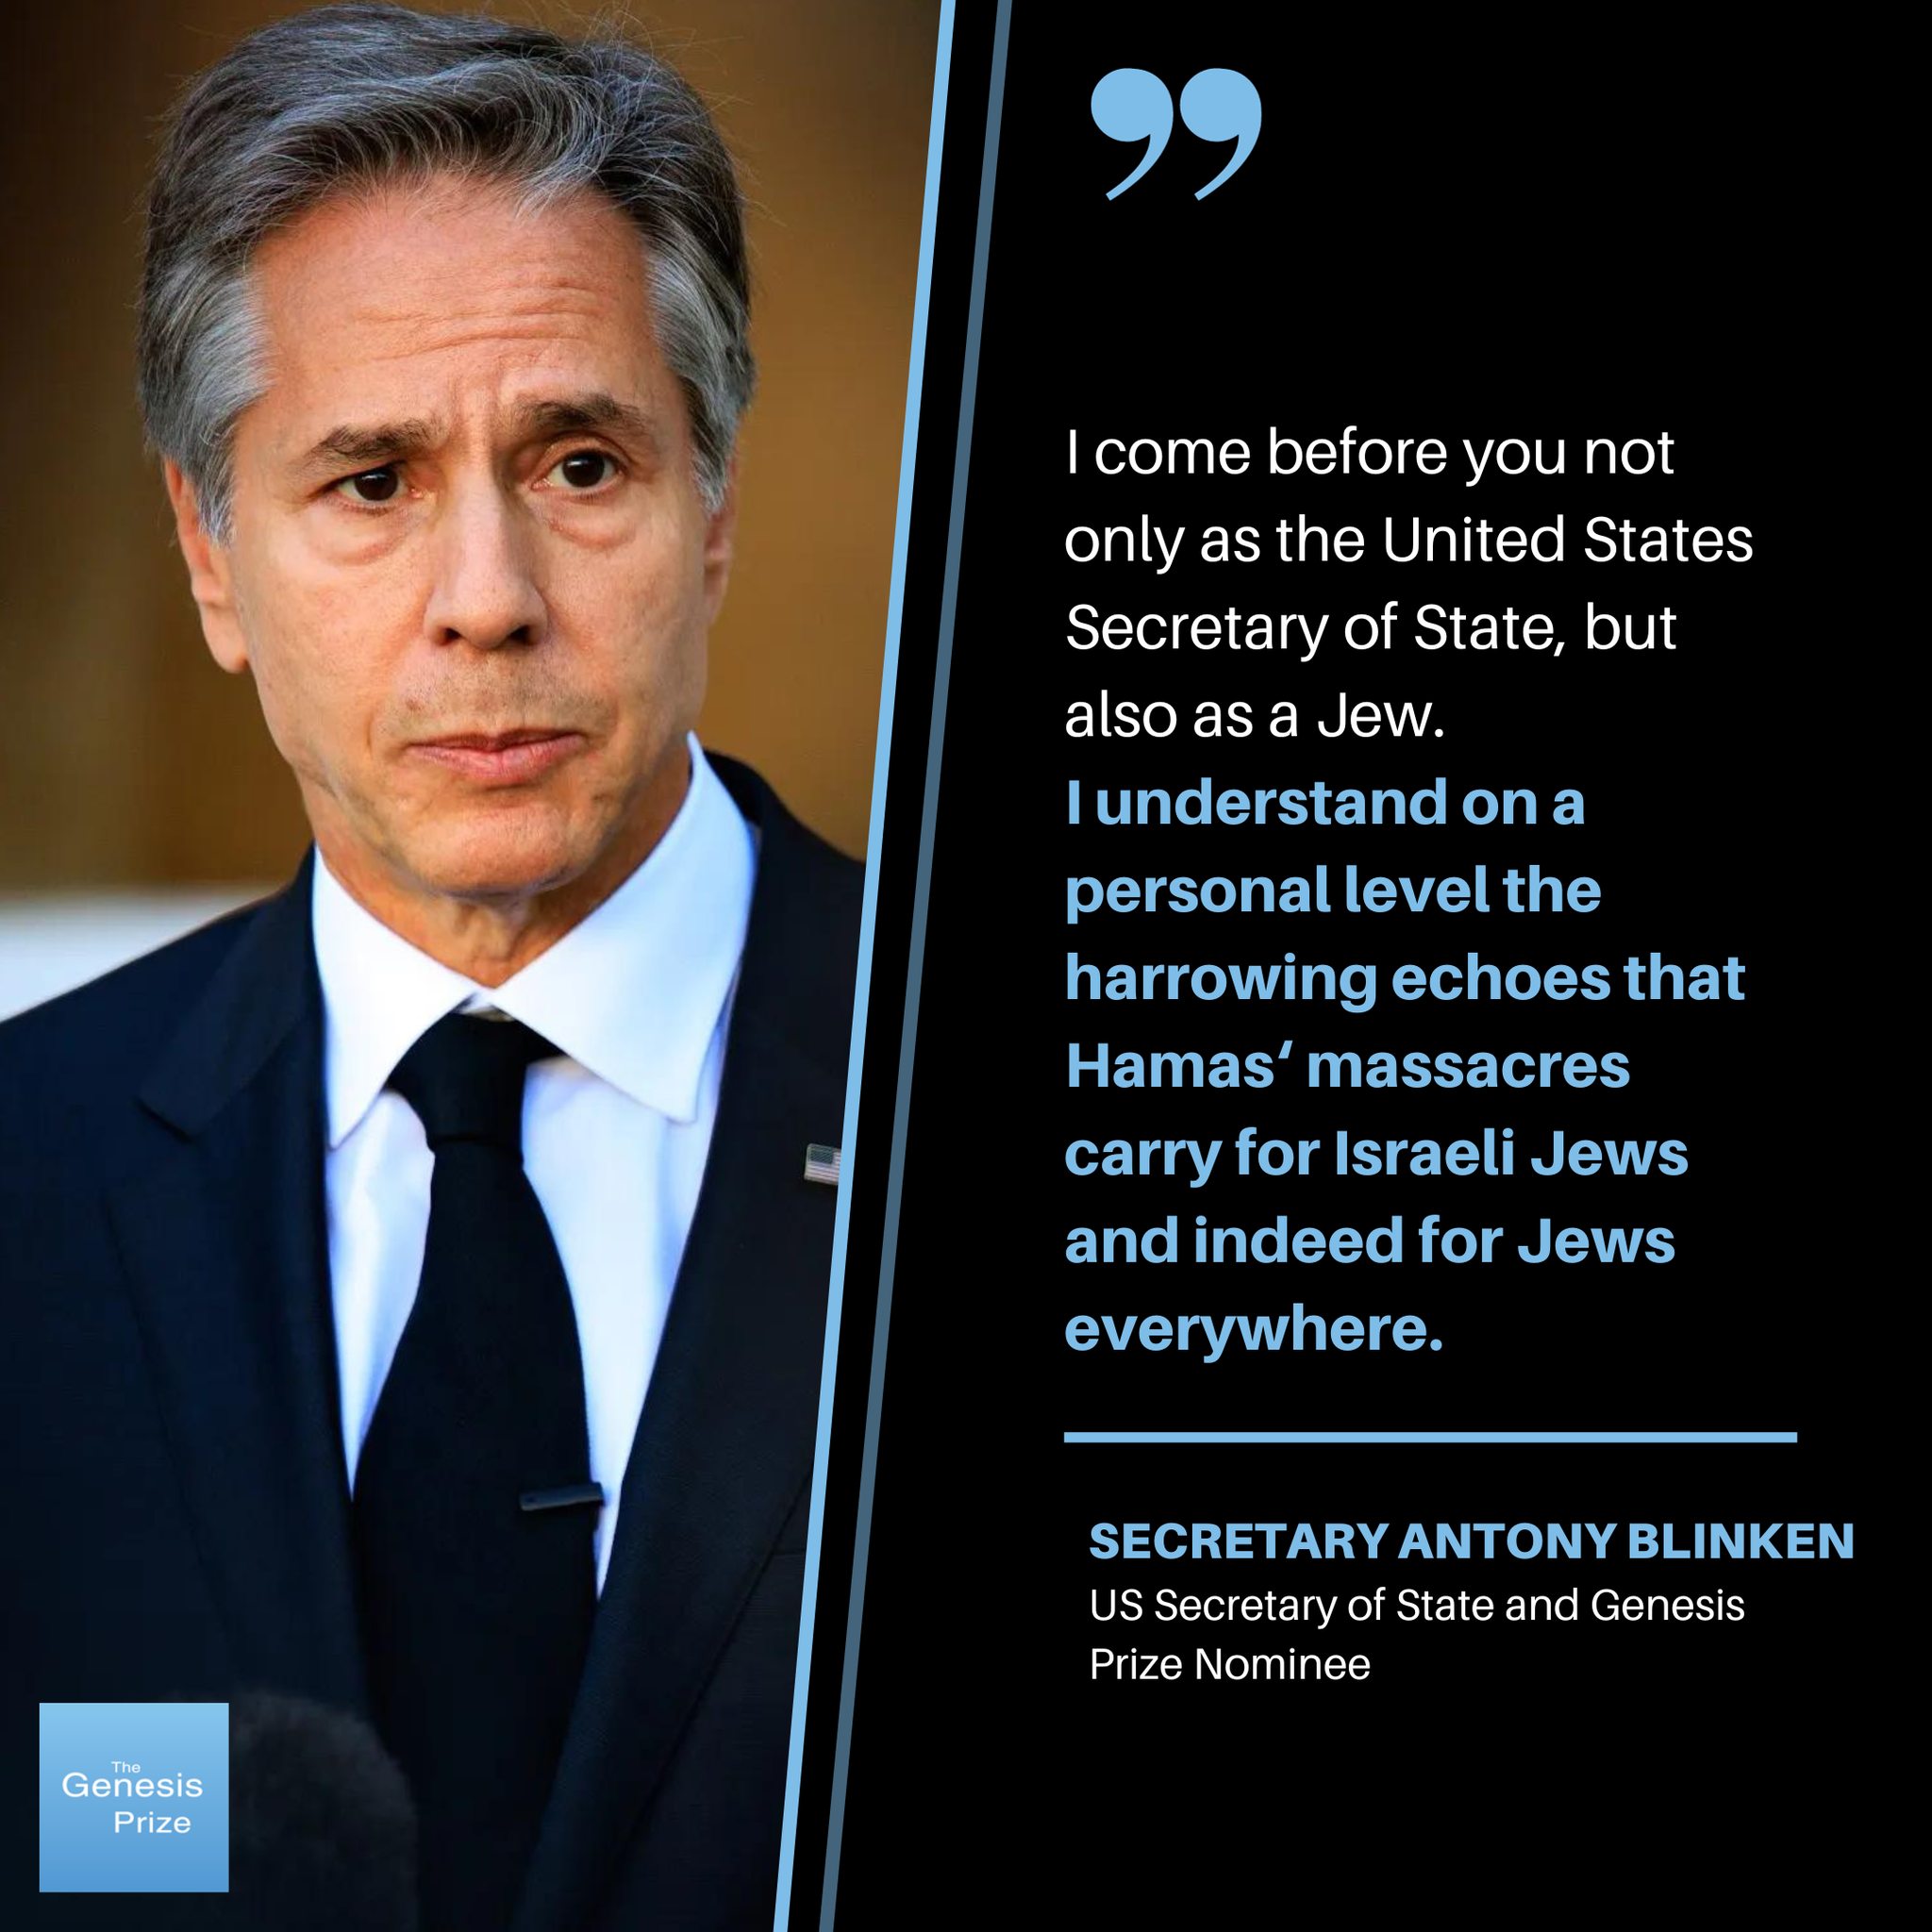 ”
I come before you not
only as the United States
Secretary of State, but
also as a Jew.
I understand on a
personal level the
harrowing echoes that
Hamas‘ massacres
carry for Israeli Jews
and indeed for Jews
everywhere.
SECRETARY ANTONY BLINKEN
US Secretary of State and Genesis
Prize Nominee
The
Genesis
Prize